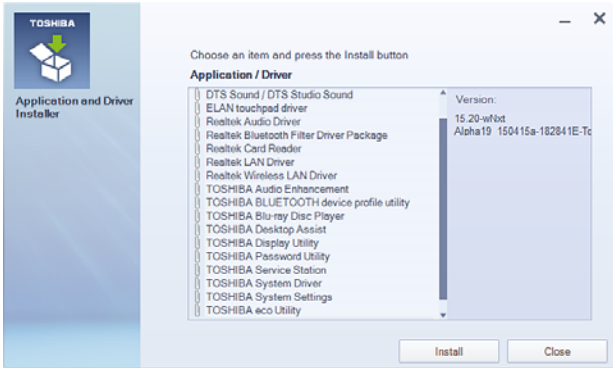 TOSHIBA
Application and Driver
Installer
Choose an item and press the Install button
Application / Driver
DTS Sound / DTS Studio Sound
ELAN touchpad driver
Realtek Audio Driver
Realtek Bluetooth Filter Driver Package
Realtek Card Reader
Realtek LAN Driver
Realtek Wireless LAN Driver
TOSHIBA Audio Enhancement
TOSHIBA BLUETOOTH device profile utility
TOSHIBA Blu-ray Disc Player
TOSHIBA Desktop Assist
TOSHIBA Display Utility
TOSHIBA Password Utility
TOSHIBA Service Station
TOSHIBA System Driver
TOSHIBA System Settings
TOSHIBA eco Utility
Version:
15.20-wNxt
Alpha19 150415a-182841E-Tc
Install
Close